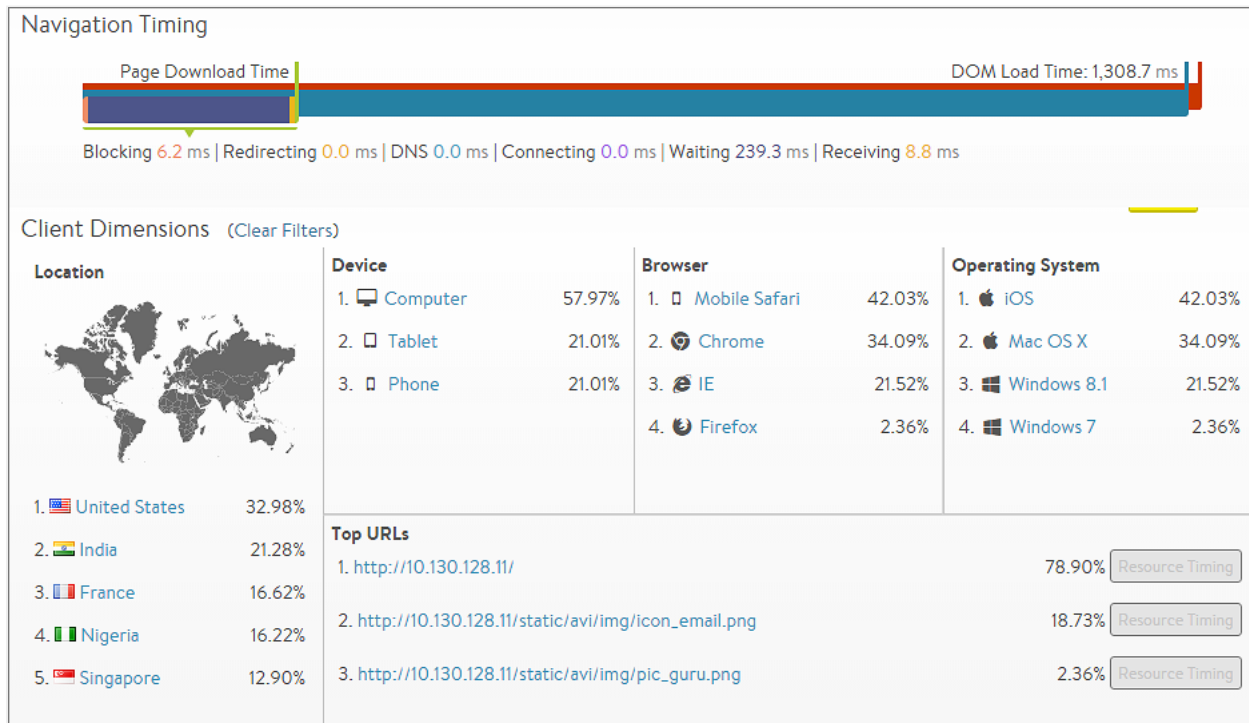 Navigation Timing
Page Download Time
DOM Load Time: 1,308.7 ms
Blocking 6.2 ms | Redirecting 0.0 ms | DNS 0.0 ms | Connecting 0.0 ms | Waiting 239.3 ms | Receiving 8.8 ms
Client Dimensions (Clear Filters)
Location
1. United States 32.98%
2. India 21.28%
3. France 16.62%
4. Nigeria 16.22%
5. Singapore 12.90%
Device
1. Computer 57.97%
2. Tablet 21.01%
3. Phone 21.01%
Browser
1. Mobile Safari 42.03%
2. Chrome 34.09%
3. IE 21.52%
4. Firefox 2.36%
Operating System
1. iOS 42.03%
2. Mac OS X 34.09%
3. Windows 8.1 21.52%
4. Windows 7 2.36%
Top URLs
1. http://10.130.128.11/ 78.90% Resource Timing
2. http://10.130.128.11/static/avi/img/icon_email.png 18.73% Resource Timing
3. http://10.130.128.11/static/avi/img/pic_guru.png 2.36% Resource Timing